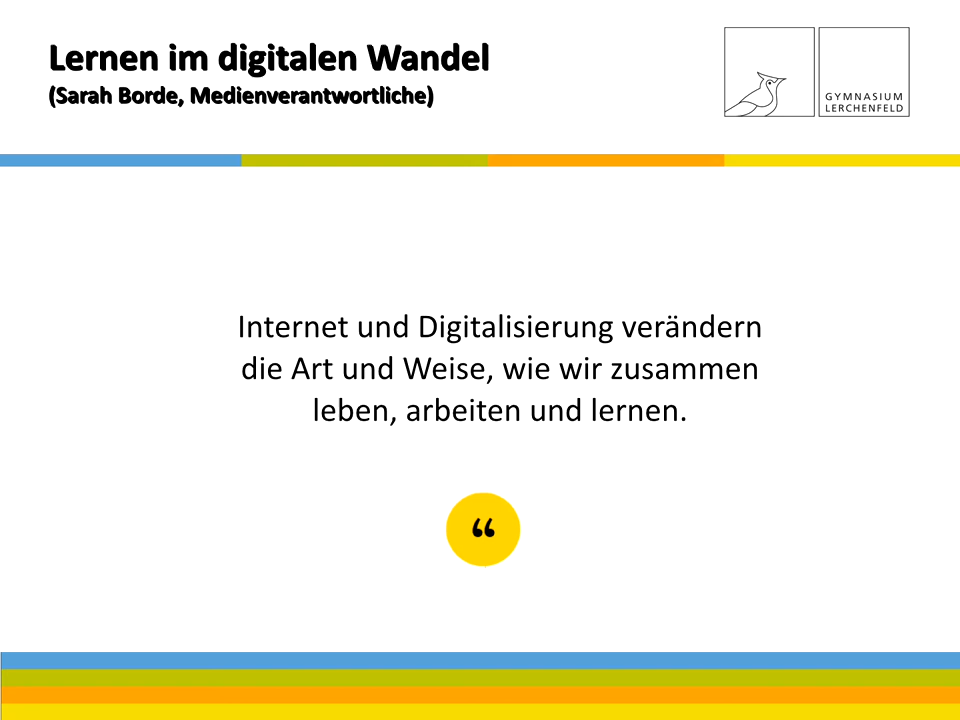 Lernen im digitalen Wandel
(Sarah Borde, Medienverantwortliche)
GYMNASIUM
LERCHENFELD
Internet und Digitalisierung verändern
die Art und Weise, wie wir zusammen
leben, arbeiten und lernen.
“